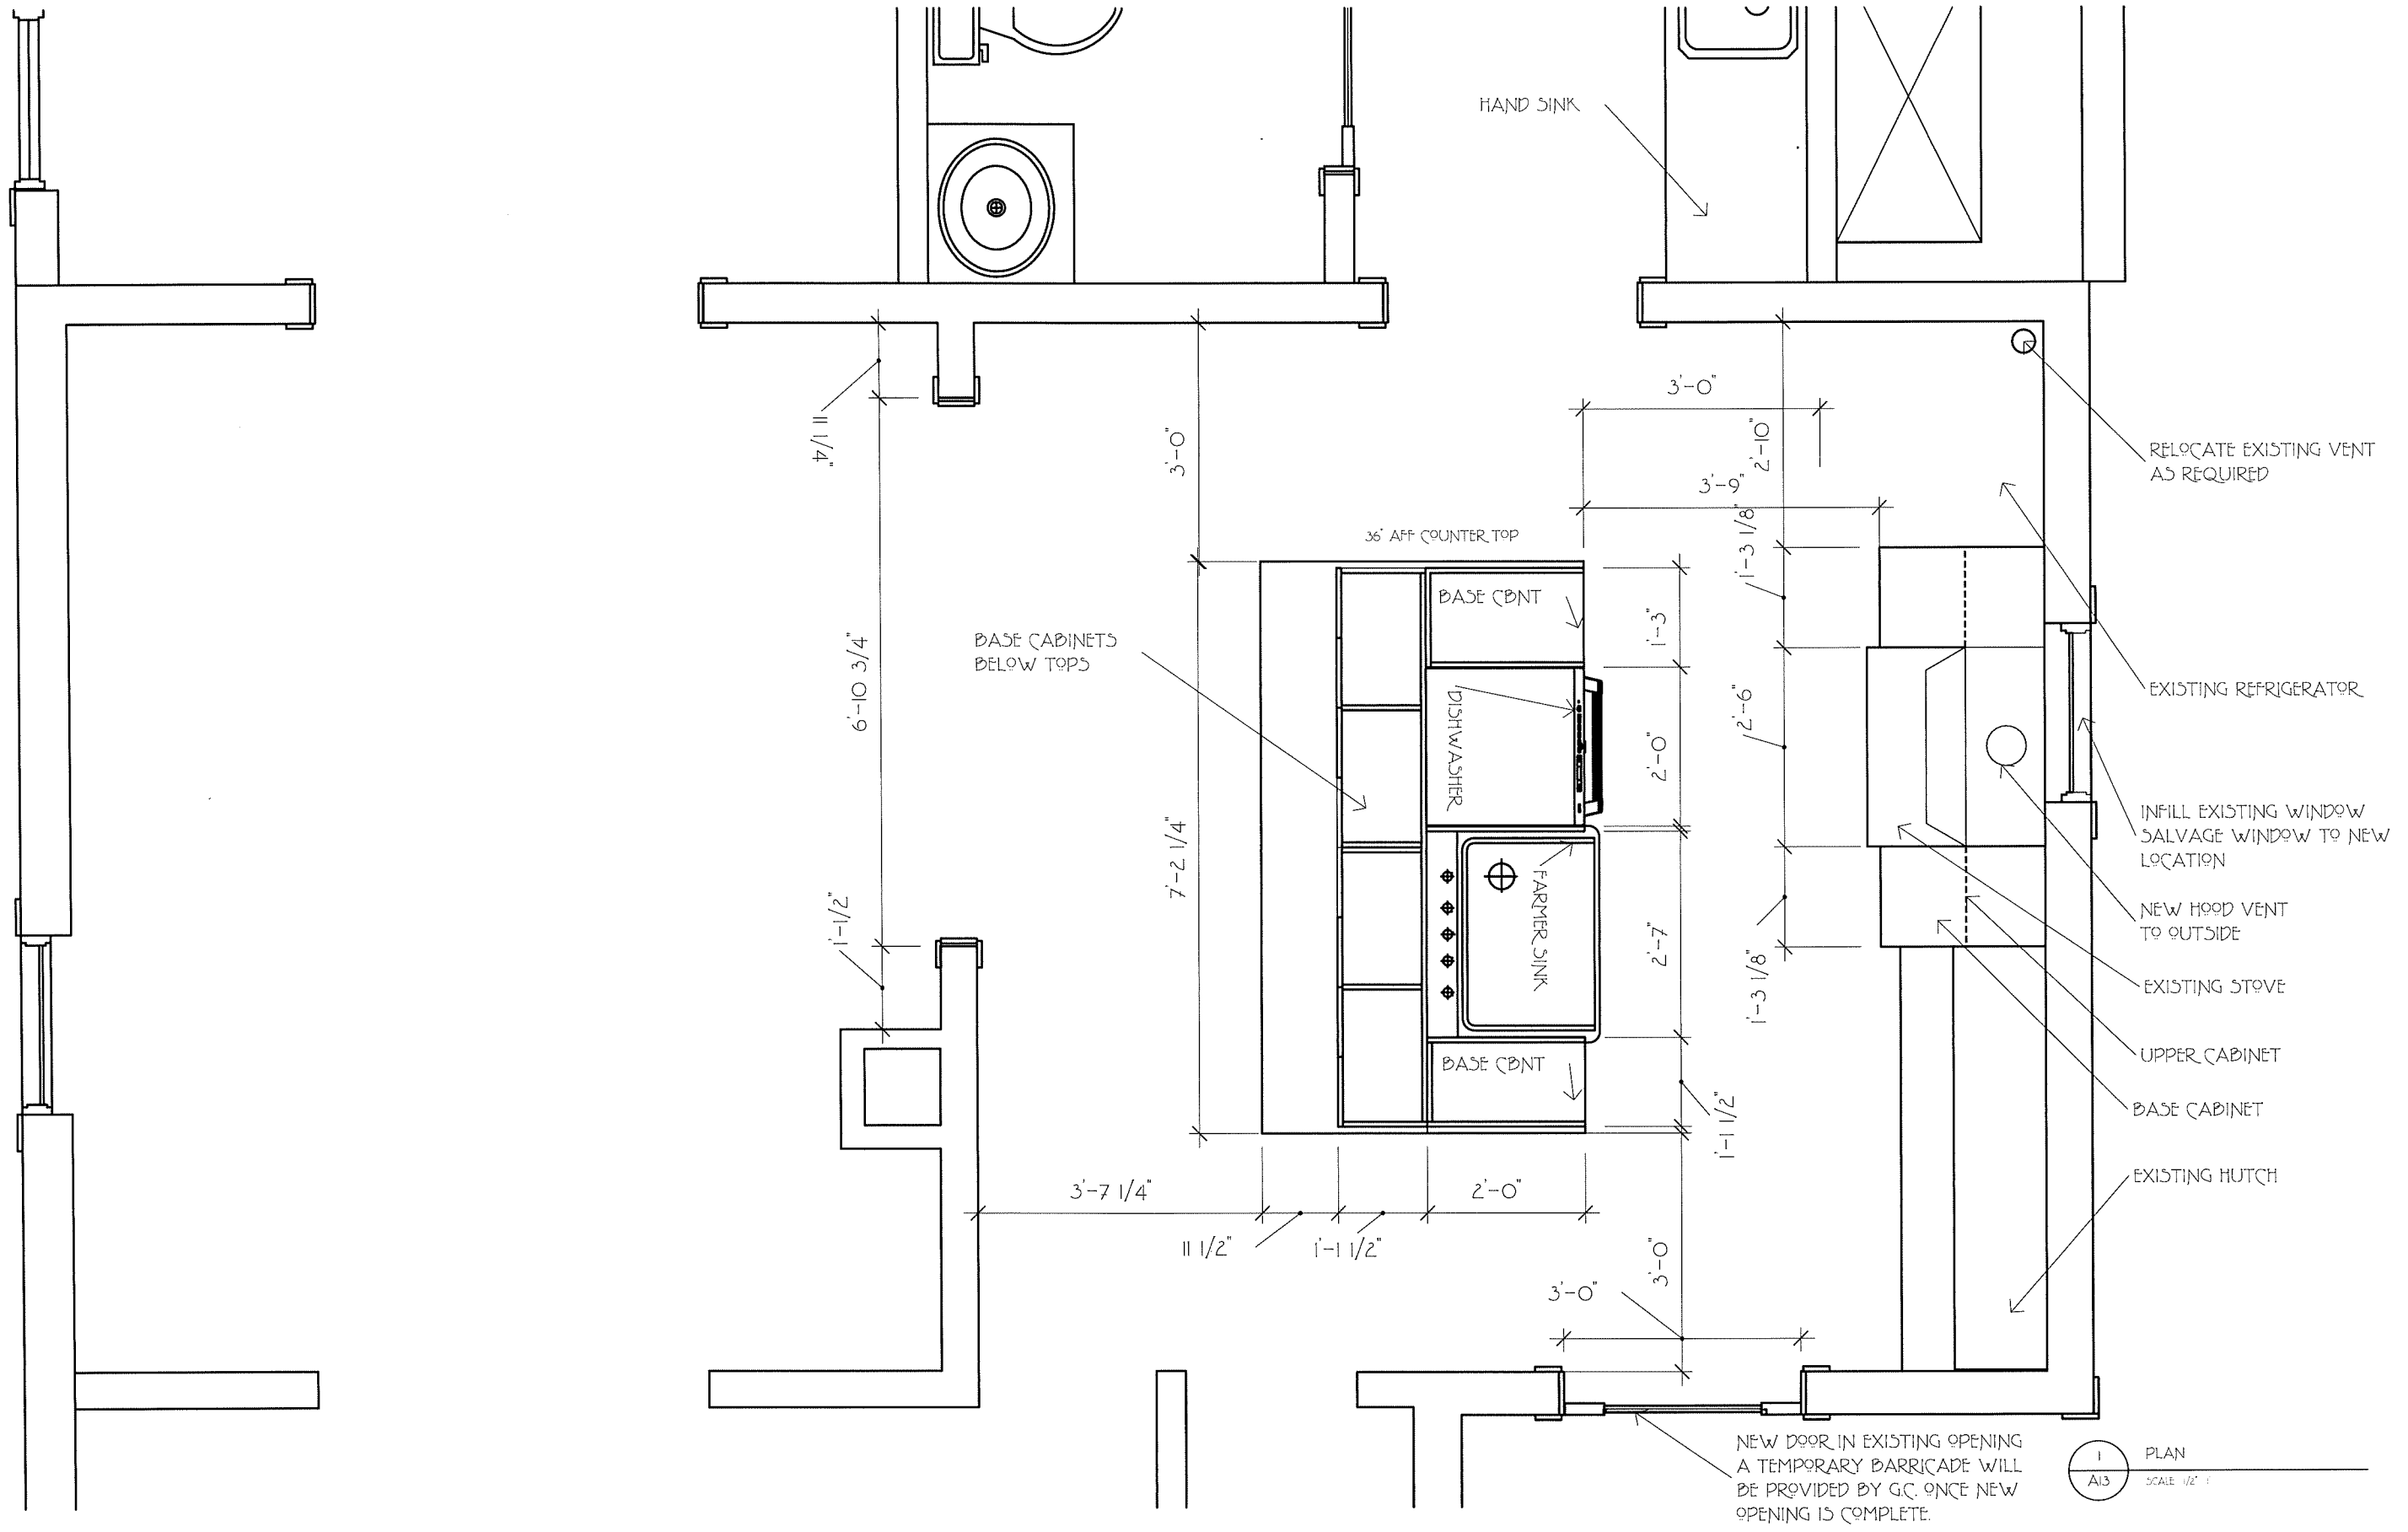 HAND SINK
3'-0"
2'-10"
3'-9"
11 1/4"
3'-0"
RELOCATE EXISTING VENT
AS REQUIRED
36" AFF COUNTER TOP
1'-3 1/8"
BASE CBNT
1'-3"
BASE CABINETS
BELOW TOPS
6'-10 3/4"
DISHWASHER
2'-0"
2'-6"
EXISTING REFRIGERATOR
INFILL EXISTING WINDOW
SALVAGE WINDOW TO NEW
LOCATION
7'-2 1/4"
1'-1 1/2"
FARMER SINK
2'-7"
NEW HOOD VENT
TO OUTSIDE
1'-3 1/8"
EXISTING STOVE
BASE CBNT
UPPER CABINET
1'-1 1/2"
BASE CABINET
EXISTING HUTCH
3'-7 1/4"
2'-0"
11 1/2"
1'-1 1/2"
3'-0"
3'-0"
NEW DOOR IN EXISTING OPENING
A TEMPORARY BARRICADE WILL
BE PROVIDED BY G.C. ONCE NEW
OPENING IS COMPLETE.
1
A13
PLAN
SCALE 1/2"